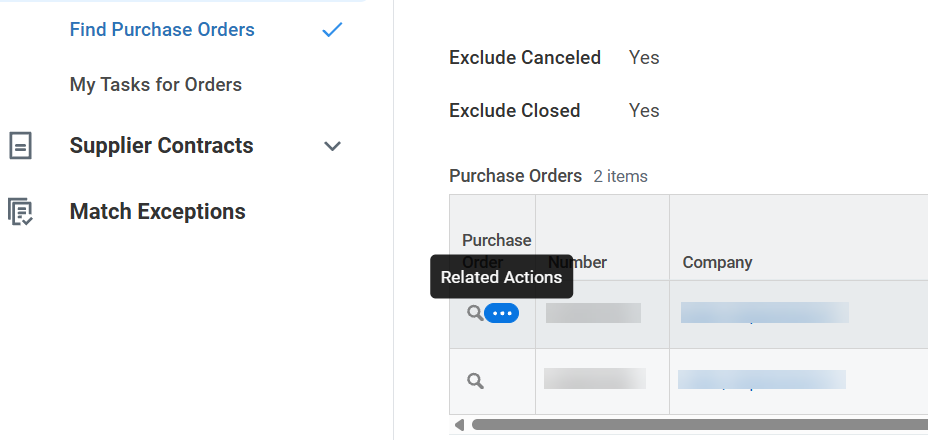 Find Purchase Orders
My Tasks for Orders
Supplier Contracts
Match Exceptions
Exclude Canceled Yes
Exclude Closed Yes
Purchase Orders 2 items
Purchase
Order Number Company
Related Actions